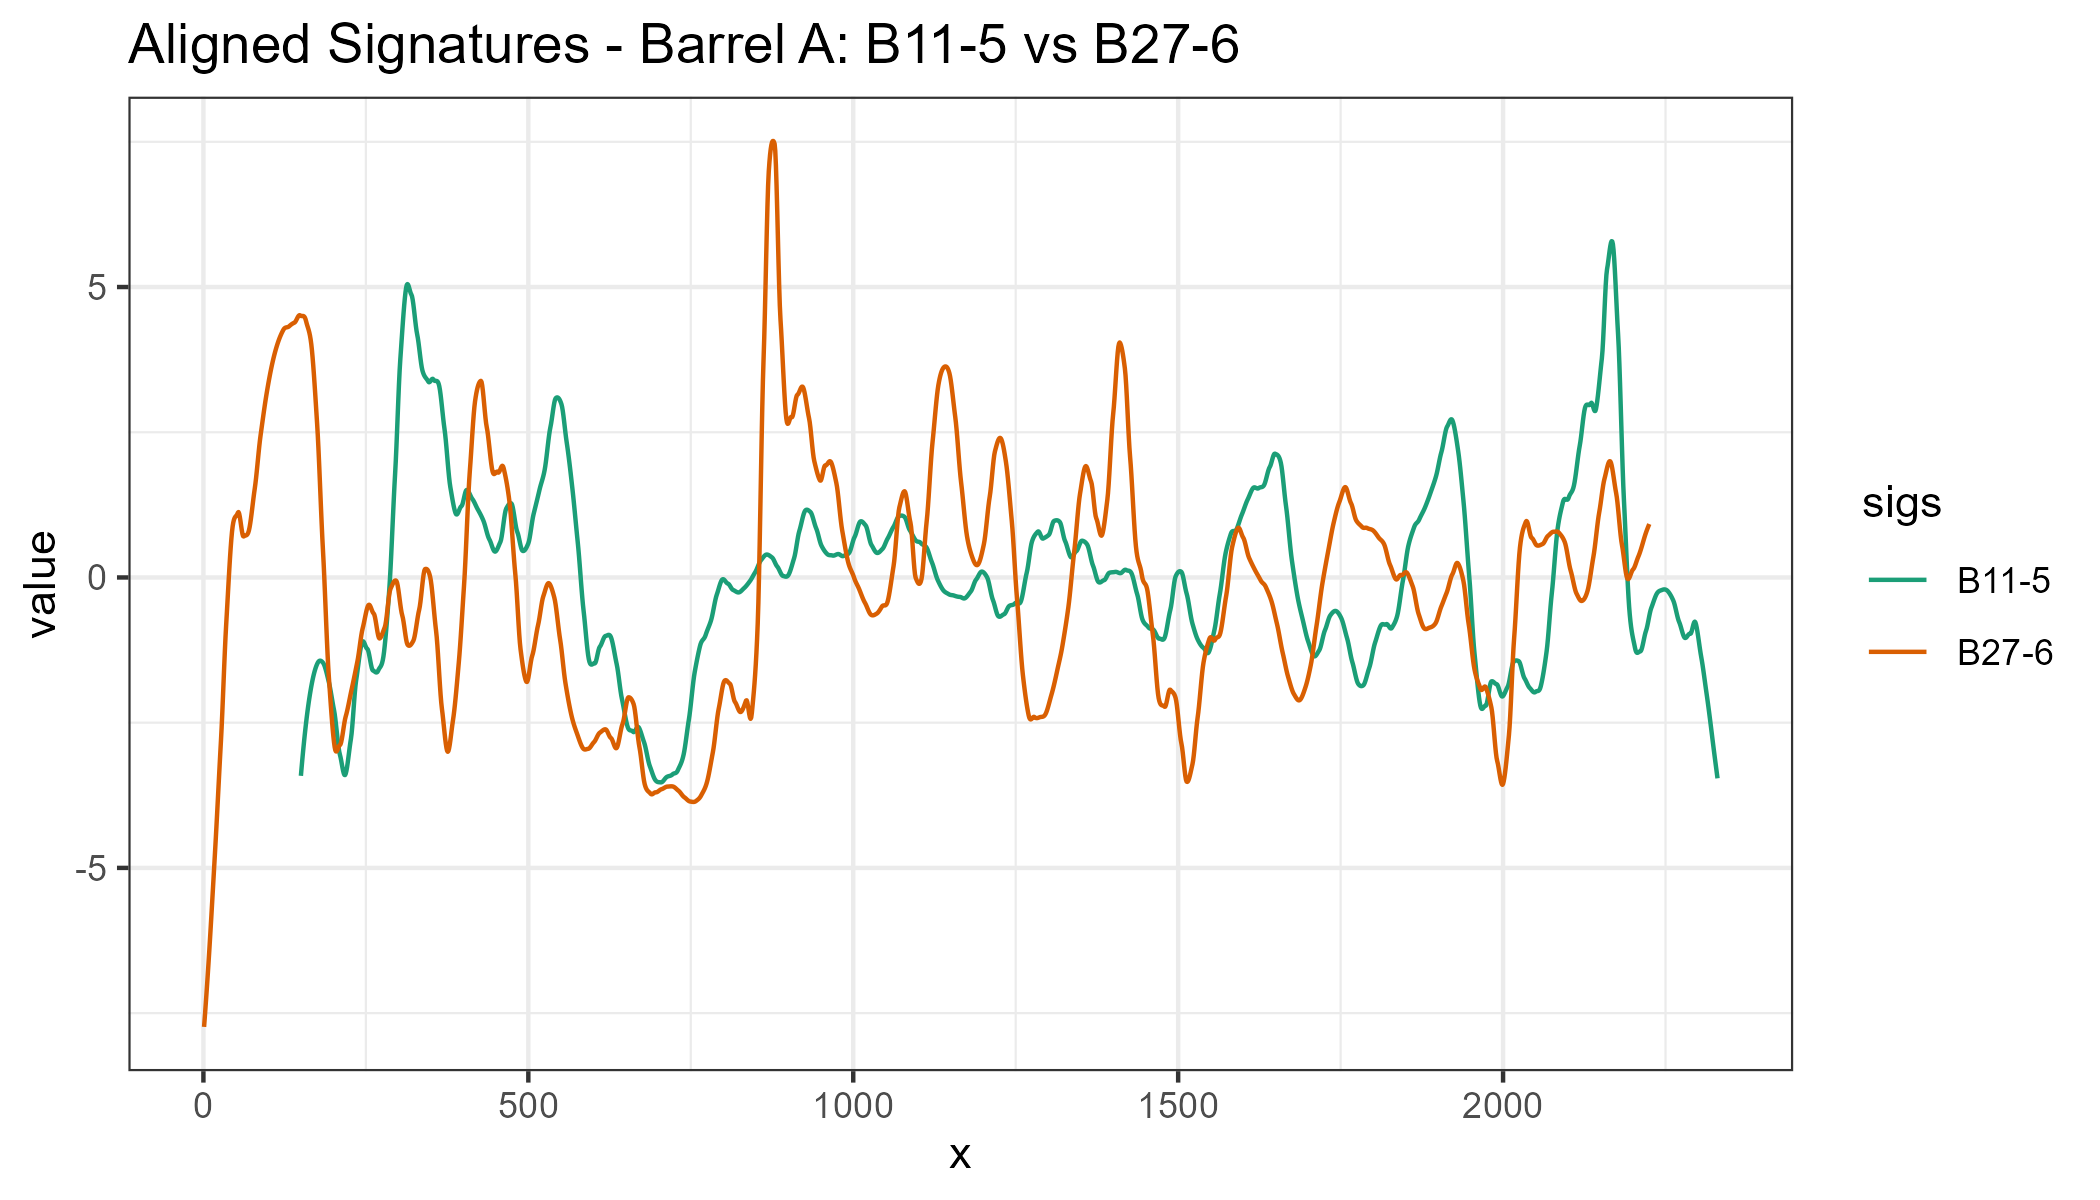 Aligned Signatures - Barrel A: B11-5 vs B27-6
value
5
0
-5
0 500 1000 1500 2000
x
sigs
B11-5
B27-6